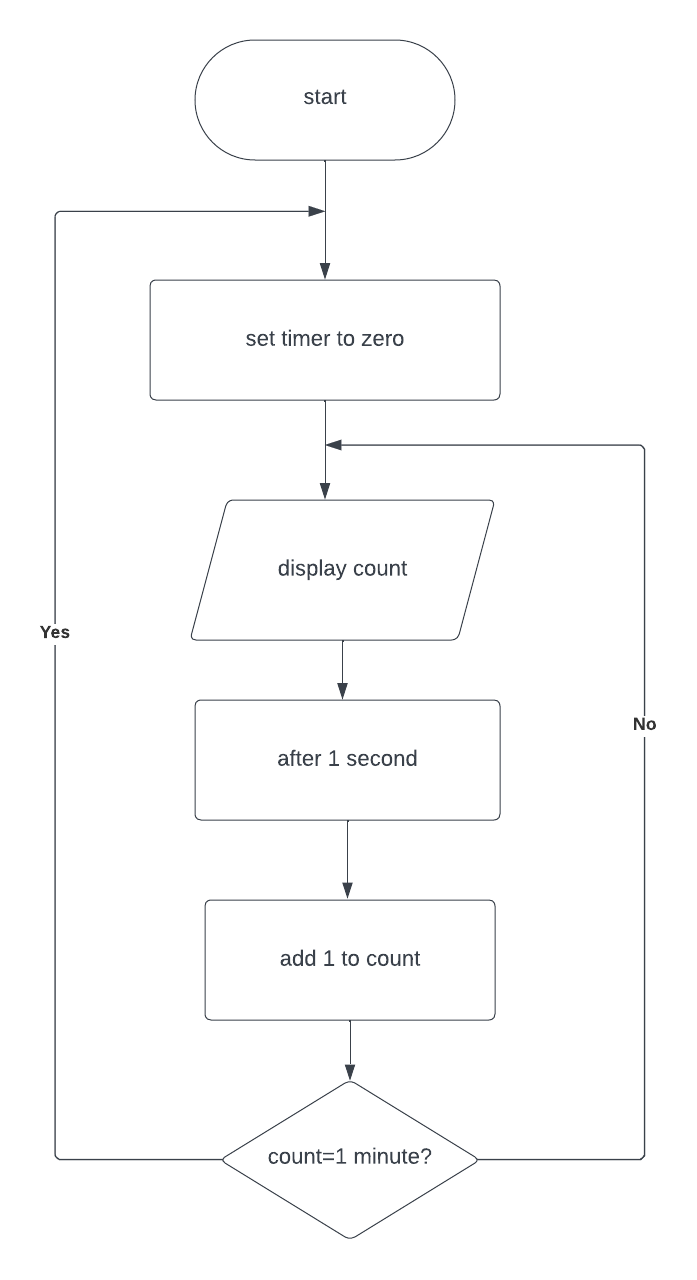 start
set timer to zero
display count
Yes
No
after 1 second
add 1 to count
count=1 minute?